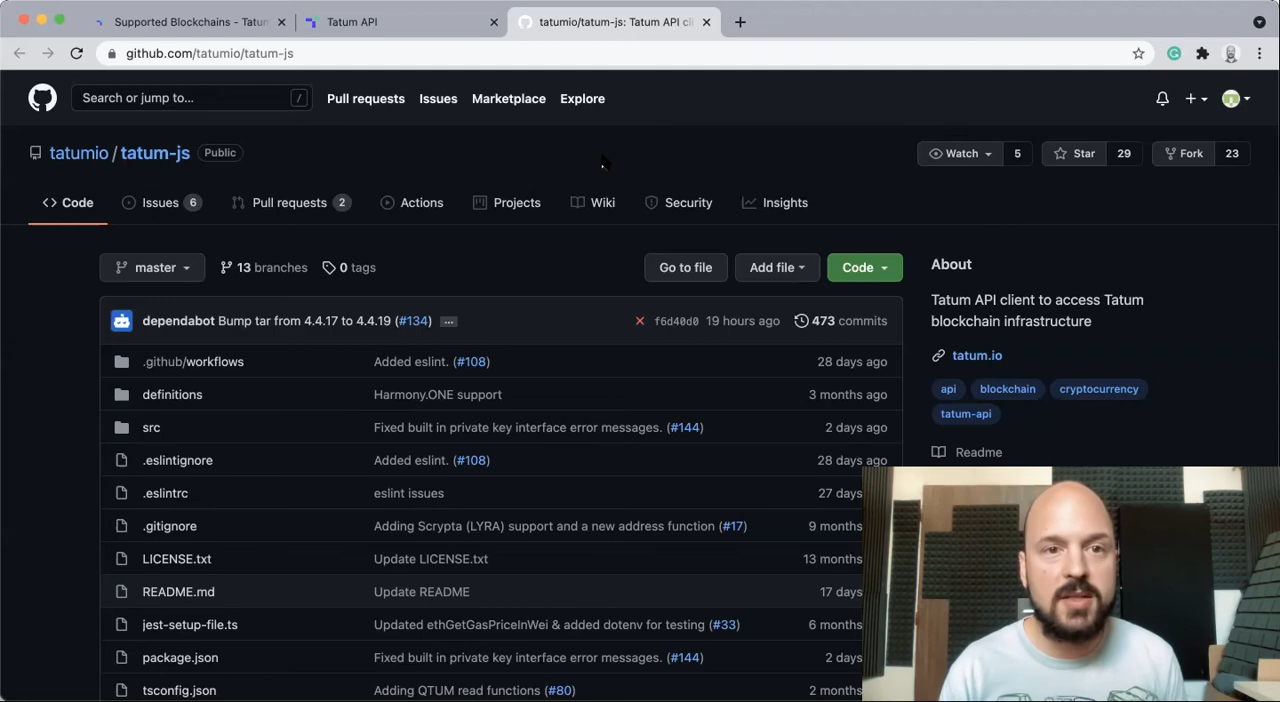 Supported Blockchains - Tatum
Tatum API
tatumio/tatum-js: Tatum API cli
github.com/tatumio/tatum-js
Search or jump to... /
Pull requests Issues Marketplace Explore
tatumio / tatum-js Public
Watch 5 Star 29 Fork 23
Code Issues 6 Pull requests 2 Actions Projects Wiki Security Insights
master 13 branches 0 tags Go to file Add file Code
dependabot Bump tar from 4.4.17 to 4.4.19 (#134) ... f6d40d0 19 hours ago 473 commits
.github/workflows Added eslint. (#108) 28 days ago
definitions Harmony.ONE support 3 months ago
src Fixed built in private key interface error messages. (#144) 2 days ago
.eslintignore Added eslint. (#108) 28 days ago
.eslintrc eslint issues 27 days
.gitignore Adding Scrypta (LYRA) support and a new address function (#17) 9 months
LICENSE.txt Update LICENSE.txt 13 months
README.md Update README 17 days
jest-setup-file.ts Updated ethGetGasPriceInWei & added dotenv for testing (#33) 6 months
package.json Fixed built in private key interface error messages. (#144) 2 days
tsconfig.json Adding QTUM read functions (#80) 2 months
About
Tatum API client to access Tatum
blockchain infrastructure
tatum.io
api blockchain cryptocurrency
tatum-api
Readme